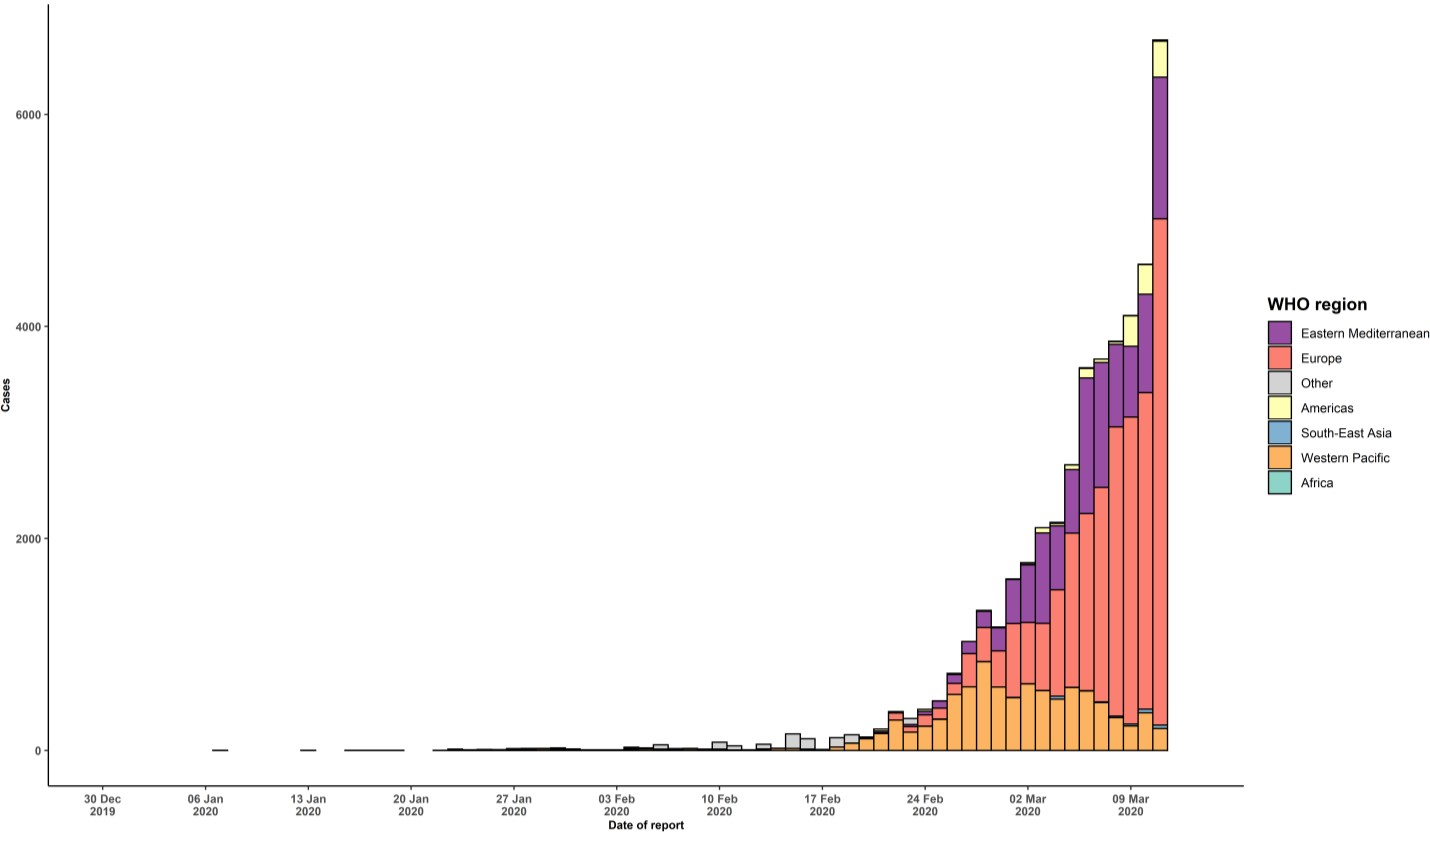 6000
4000
2000
0
Cases
30 Dec
2019
06 Jan
2020
13 Jan
2020
20 Jan
2020
27 Jan
2020
03 Feb
2020
10 Feb
2020
17 Feb
2020
24 Feb
2020
02 Mar
2020
09 Mar
2020
Date of report
WHO region
Eastern Mediterranean
Europe
Other
Americas
South-East Asia
Western Pacific
Africa